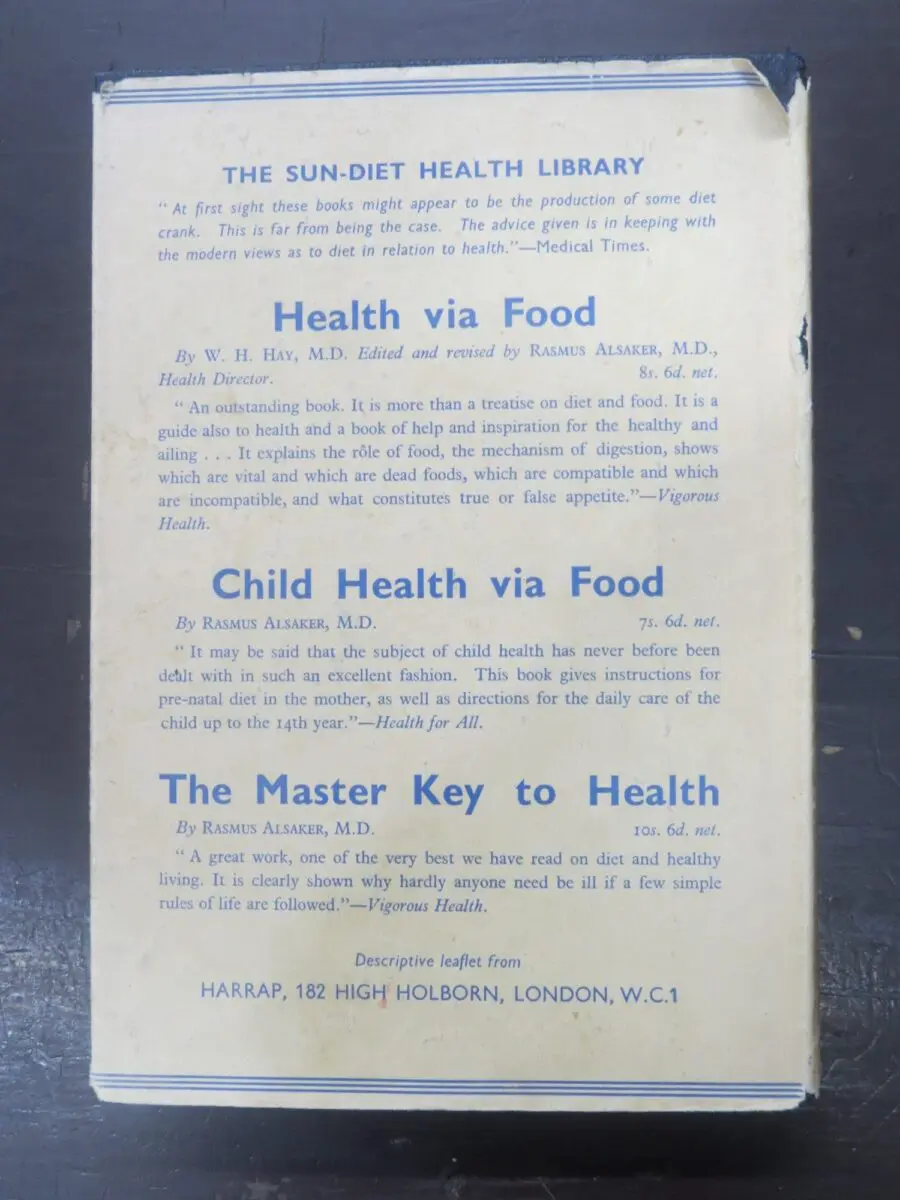 THE SUN-DIET HEALTH LIBRARY
“ At first sight these books might appear to be the production of some diet
crank. This is far from being the case. The advice given is in keeping with
the modern views as to diet in relation to health.”—Medical Times.
Health via Food
By W. H. HAY, M.D. Edited and revised by RASMUS ALSAKER, M.D.,
Health Director. 8s. 6d. net.
“ An outstanding book. It is more than a treatise on diet and food. It is a
guide also to health and a book of help and inspiration for the healthy and
ailing . . . It explains the rôle of food, the mechanism of digestion, shows
which are vital and which are dead foods, which are compatible and which
are incompatible, and what constitutes true or false appetite.”—Vigorous
Health.
Child Health via Food
By RASMUS ALSAKER, M.D. 7s. 6d. net.
“ It may be said that the subject of child health has never before been
dealt with in such an excellent fashion. This book gives instructions for
pre-natal diet in the mother, as well as directions for the daily care of the
child up to the 14th year.”—Health for All.
The Master Key to Health
By RASMUS ALSAKER, M.D. 10s. 6d. net.
“ A great work, one of the very best we have read on diet and healthy
living. It is clearly shown why hardly anyone need be ill if a few simple
rules of life are followed.”—Vigorous Health.
Descriptive leaflet from
HARRAP, 182 HIGH HOLBORN, LONDON, W.C.1